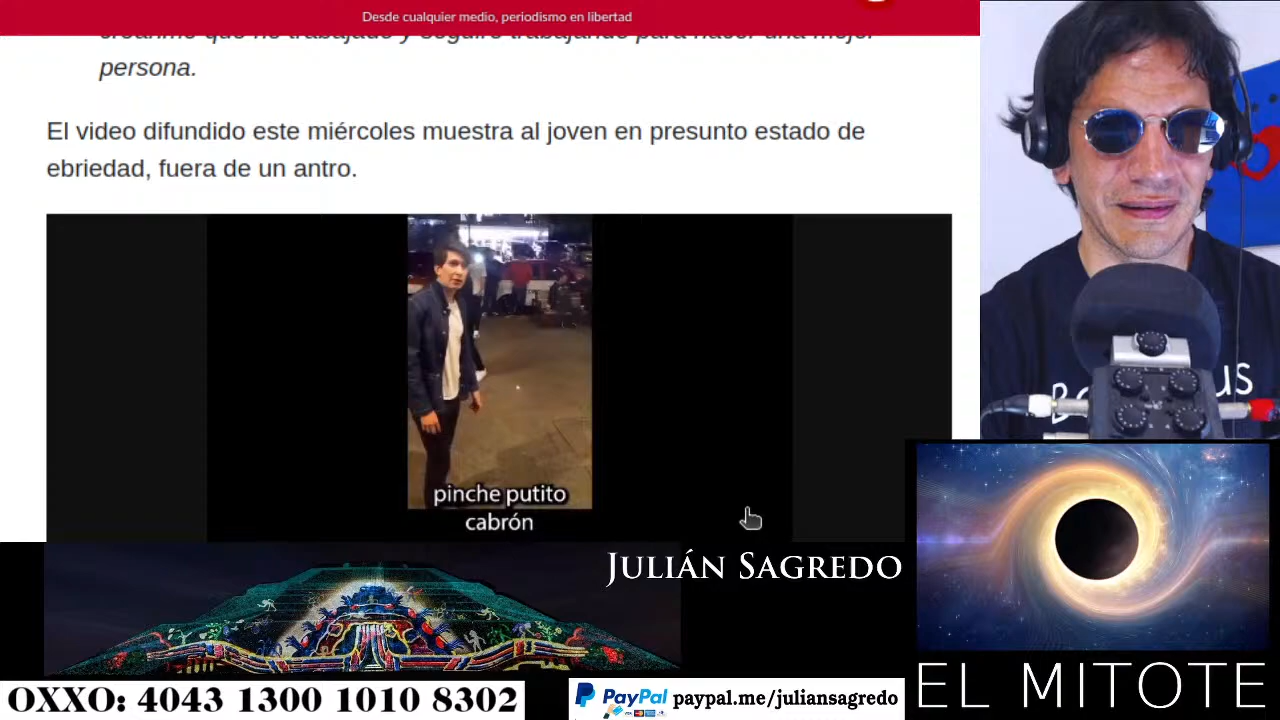 Desde cualquier medio, periodismo en libertad
persona.
El video difundido este miércoles muestra al joven en presunto estado de
ebriedad, fuera de un antro.
pinche putito
cabrón
JULIÁN SAGREDO
EL MITOTE
OXXO: 4043 1300 1010 8302
PayPal paypal.me/juliansagredo